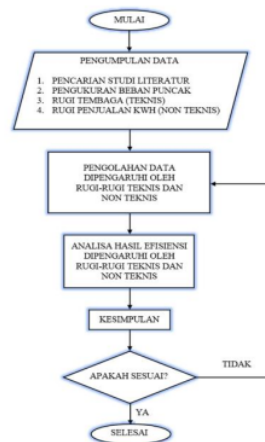 MULAI
PENGUMPULAN DATA
1. PENCARIAN STUDI LITERATUR
2. PENGUKURAN BEBAN PUNCAK
3. RUGI TEMBAGA (TEKNIS)
4. RUGI PENJUALAN KWH (NON TEKNIS)
PENGOLAHAN DATA
DIPENGARUHI OLEH
RUGI-RUGI TEKNIS DAN
NON TEKNIS
ANALISA HASIL EFISIENSI
DIPENGARUHI OLEH
RUGI-RUGI TEKNIS DAN
NON TEKNIS
KESIMPULAN
APAKAH SESUAI?
TIDAK
YA
SELESAI